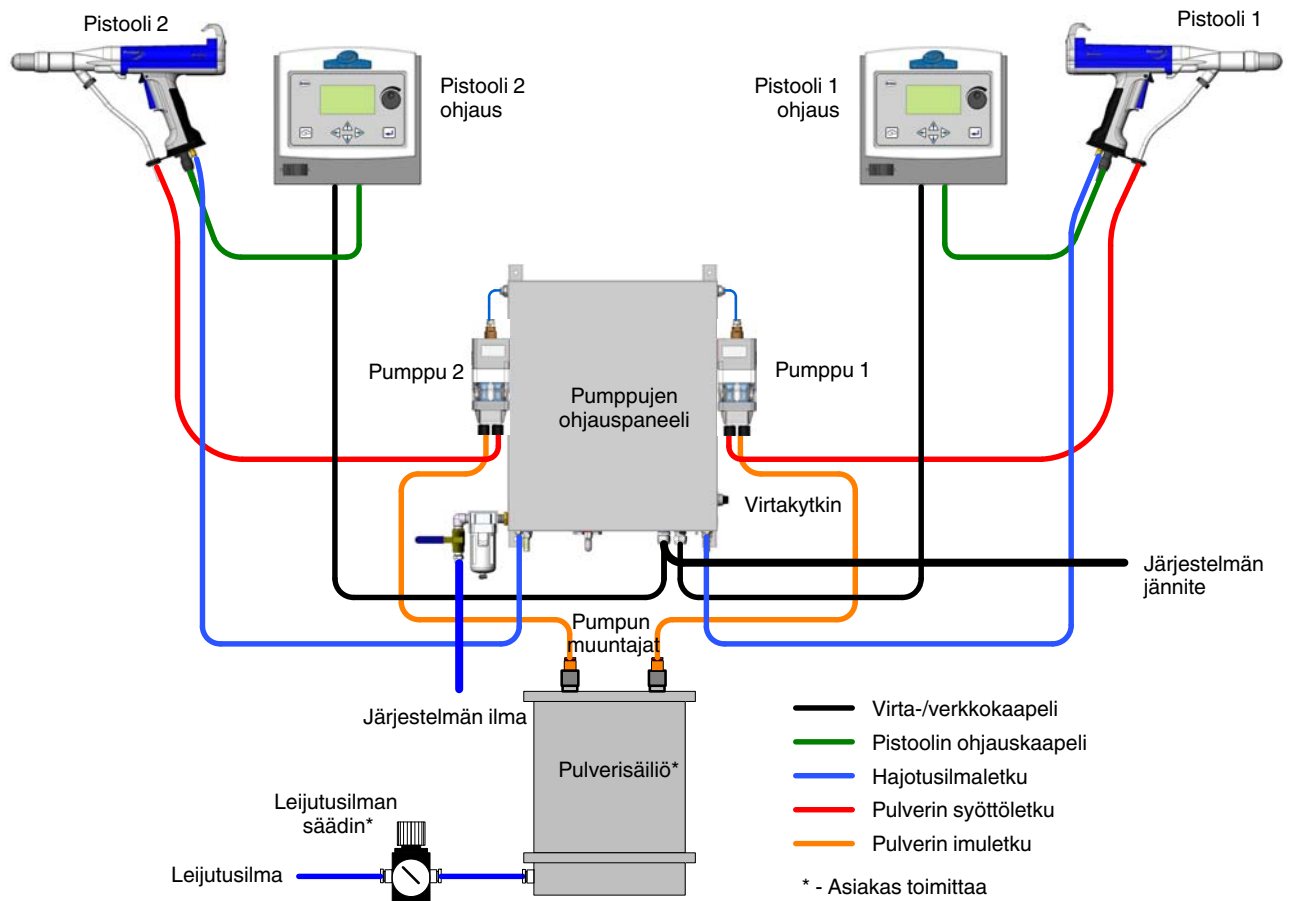 Pistooli 2
Pistooli 1
Pistooli 2
ohjaus
Pistooli 1
ohjaus
Pumppu 2
Pumppujen
ohjauspaneeli
Pumppu 1
Virtakytkin
Järjestelmän
jännite
Pumpun
muuntajat
Järjestelmän ilma
Pulverisäiliö*
Leijutusilman
säädin*
Leijutusilma
Virta-/verkkokaapeli
Pistoolin ohjauskaapeli
Hajotusilmaletku
Pulverin syöttöletku
Pulverin imuletku
* - Asiakas toimittaa